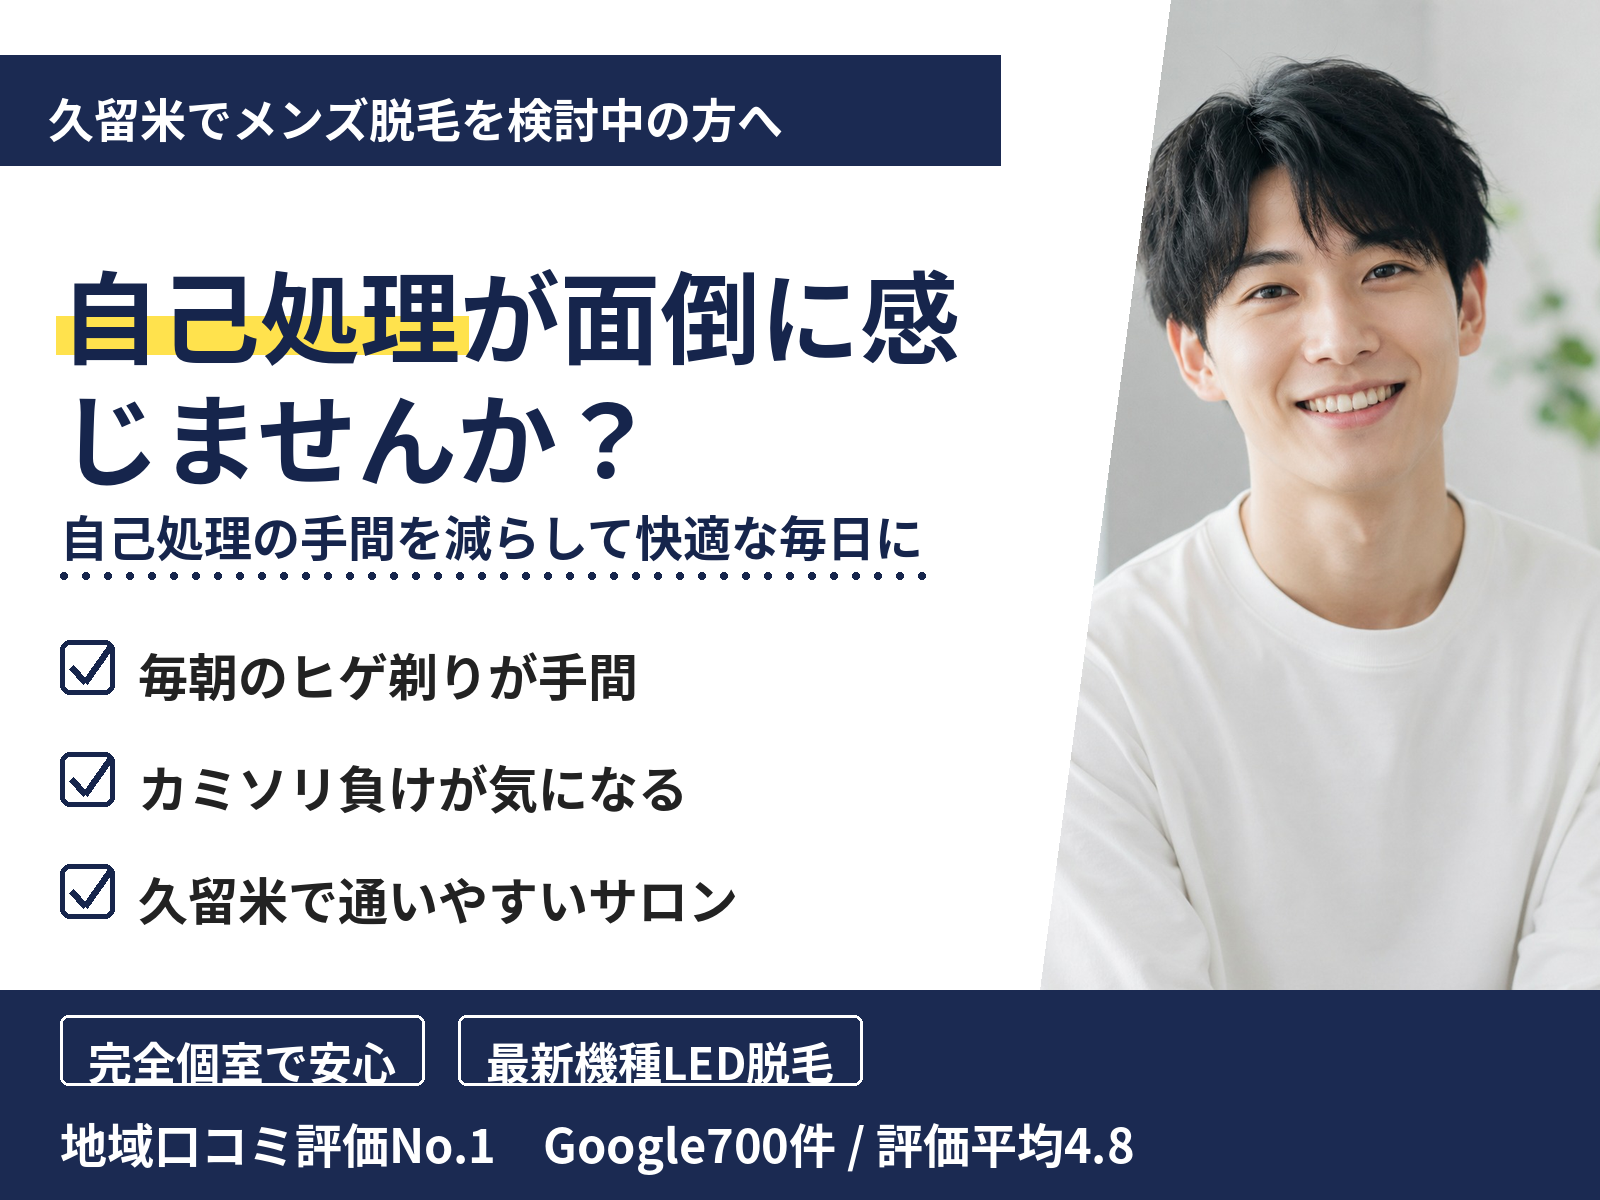 久留米でメンズ脱毛を検討中の方へ
自己処理が面倒に感
じませんか？
自己処理の手間を減らして快適な毎日に
毎朝のヒゲ剃りが手間
カミソリ負けが気になる
久留米で通いやすいサロン
完全個室で安心 最新機種LED脱毛
地域口コミ評価No.1 Google700件 / 評価平均4.8